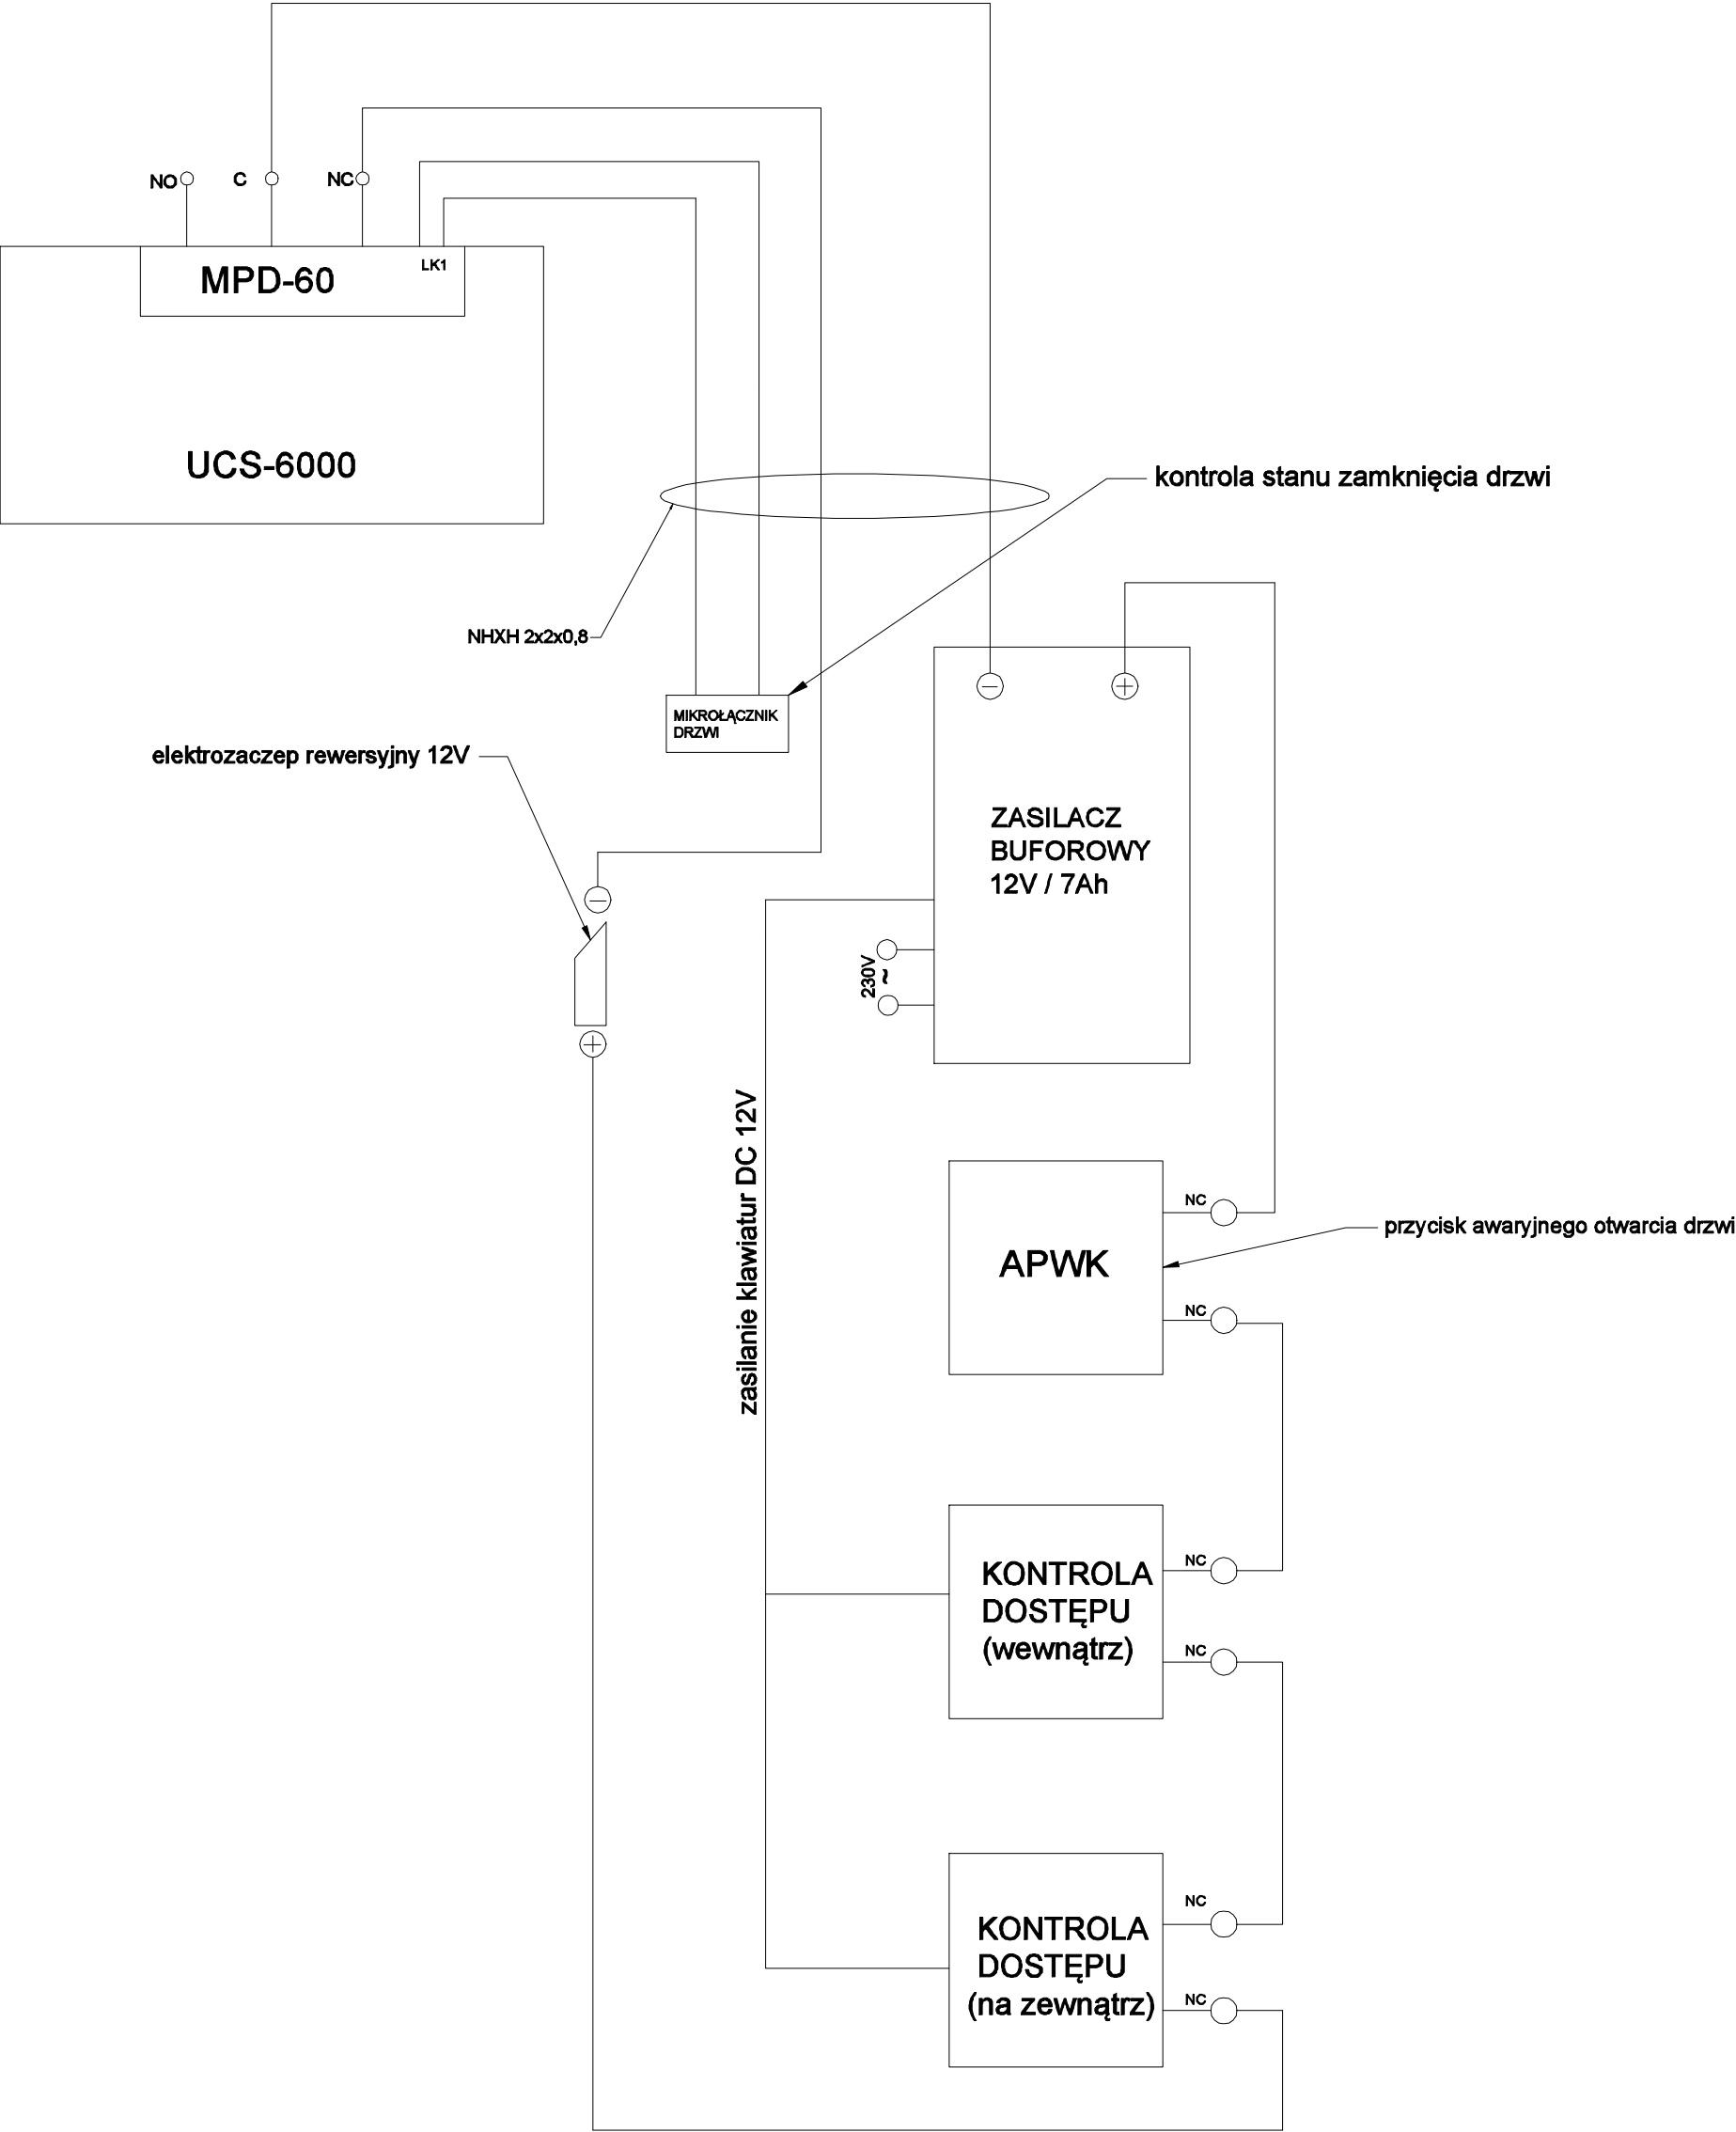 NO
C
NC
MPD-60
LK1
UCS-6000
kontrola stanu zamknięcia drzwi
NHXH 2x2x0,8
MIKROŁĄCZNIK
DRZWI
elektrozaczep rewersyjny 12V
ZASILACZ
BUFOROWY
12V / 7Ah
230V
~
zasilanie klawiatur DC 12V
NC
APWK
przycisk awaryjnego otwarcia drzwi
NC
NC
KONTROLA
DOSTĘPU
(wewnątrz)
NC
NC
KONTROLA
DOSTĘPU
(na zewnątrz)
NC